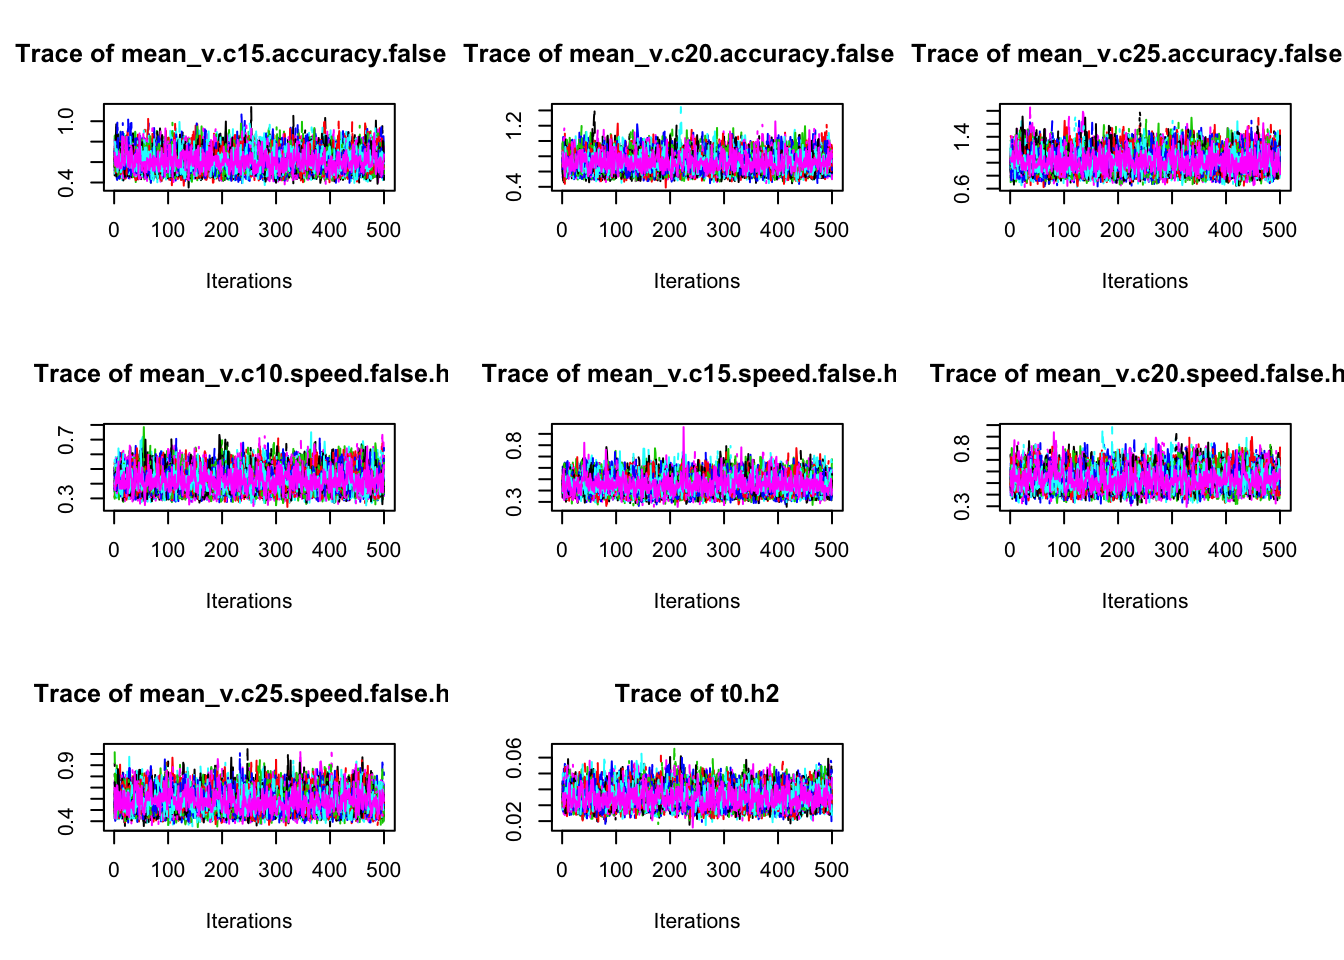 Trace of mean_v.c15.accuracy.false
1.0
0.4
0 100 200 300 400 500
Iterations
Trace of mean_v.c20.accuracy.false
1.2
0.4
0 100 200 300 400 500
Iterations
Trace of mean_v.c25.accuracy.false
1.4
0.6
0 100 200 300 400 500
Iterations
Trace of mean_v.c10.speed.false.h
0.7
0.3
0 100 200 300 400 500
Iterations
Trace of mean_v.c15.speed.false.h
0.8
0.3
0 100 200 300 400 500
Iterations
Trace of mean_v.c20.speed.false.h
0.8
0.3
0 100 200 300 400 500
Iterations
Trace of mean_v.c25.speed.false.h
0.9
0.4
0 100 200 300 400 500
Iterations
Trace of t0.h2
0.06
0.02
0 100 200 300 400 500
Iterations